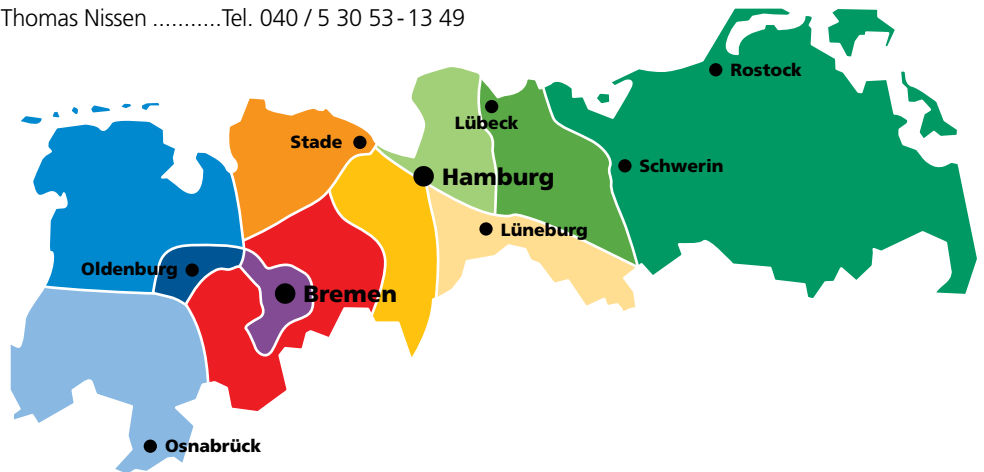 Thomas Nissen ...........Tel. 040 / 5 30 53-13 49
Rostock
Lübeck
Stade
Schwerin
Hamburg
Lüneburg
Oldenburg
Bremen
Osnabrück